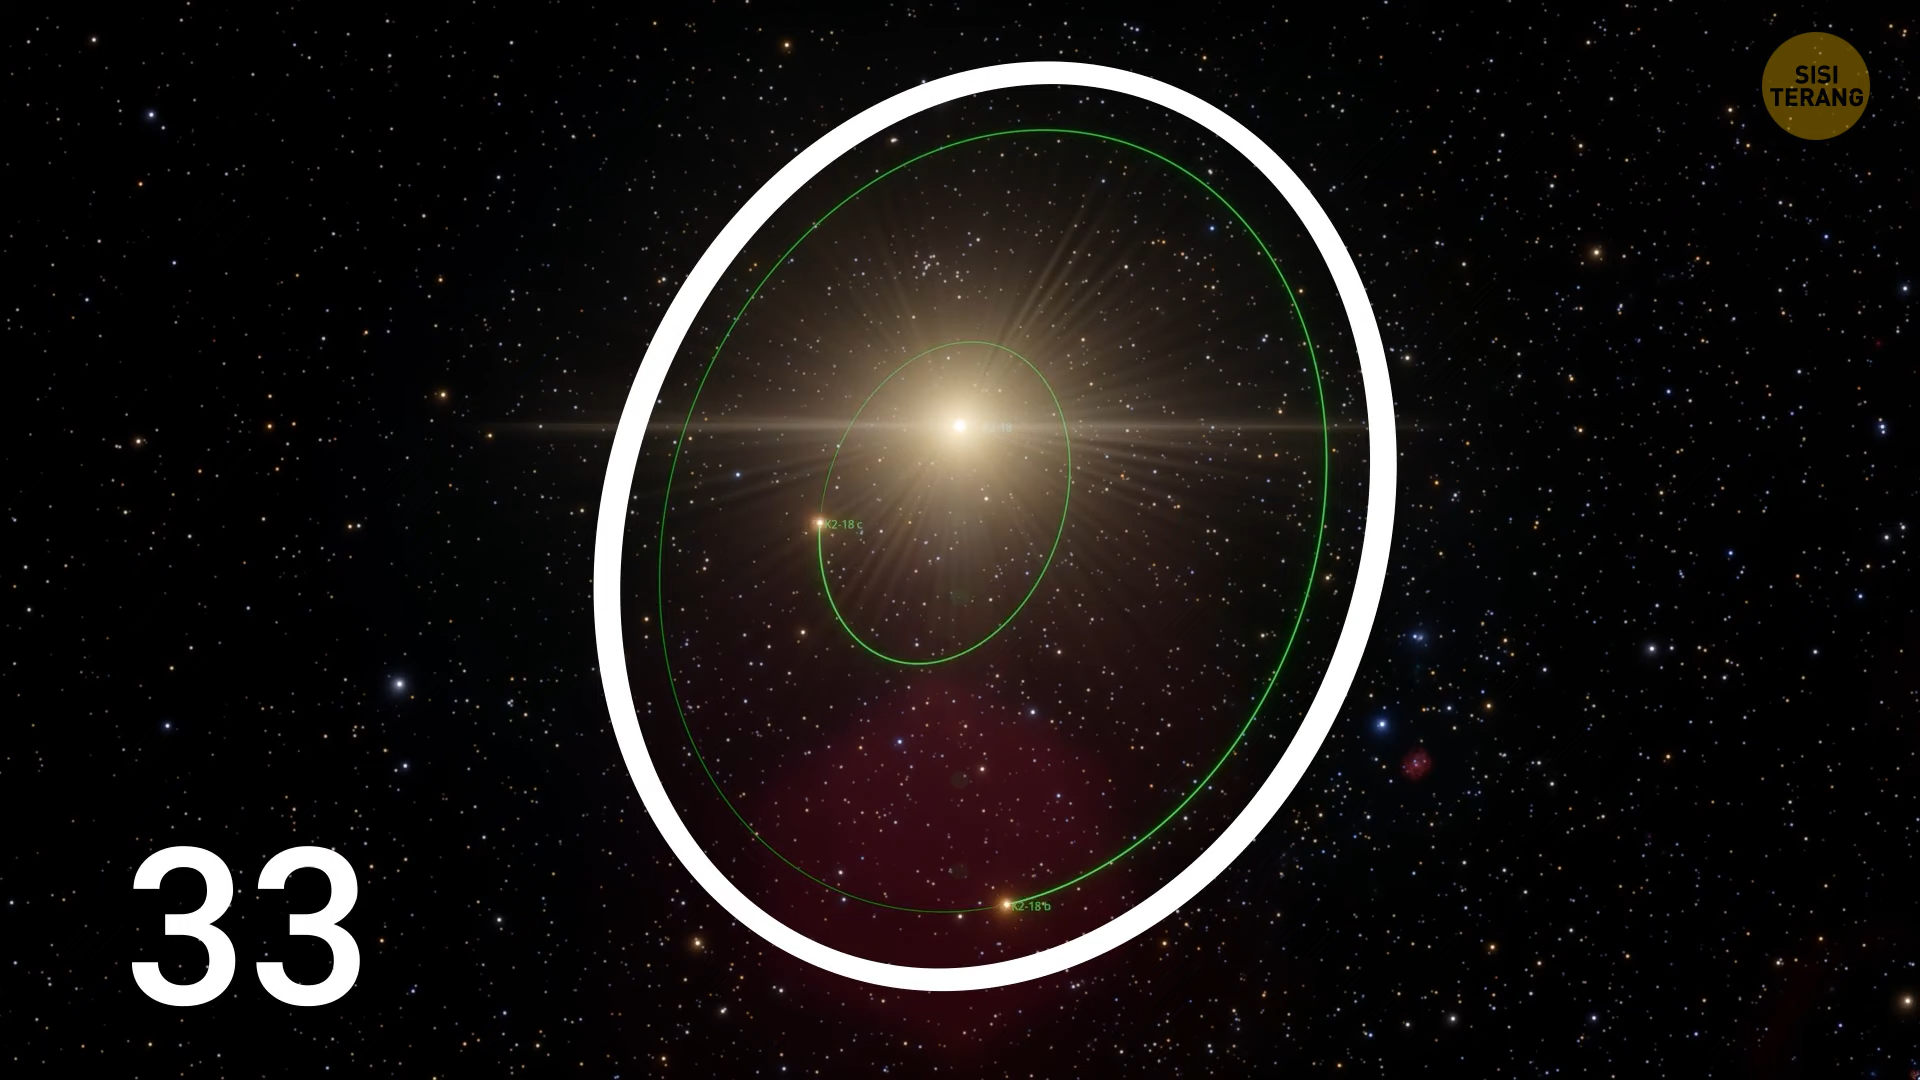 SISI
TERANG
K2-18 c
K2-18 b
33